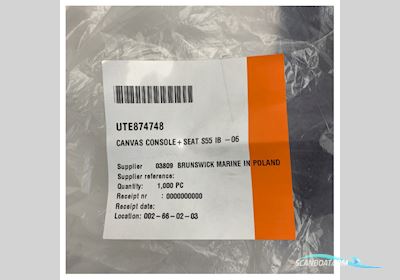 UTE874748
CANVAS CONSOLE+SEAT S55 IB -06
Supplier 03809 BRUNSWICK MARINE IN POLAND
Supplier reference:
Quantity: 1,000 PC
Receipt nr : 0000000000
Receipt date:
Location: 002-66-02-03
SCANBOAT.COM